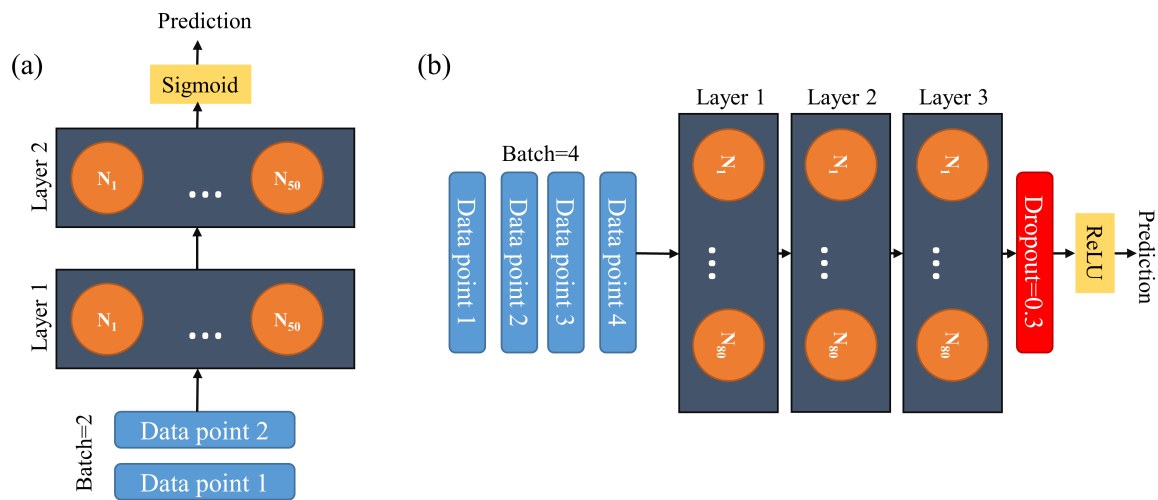 (a)
Prediction
Sigmoid
Layer 2
N₁
...
N₅₀
Layer 1
N₁
...
N₅₀
Batch=2
Data point 2
Data point 1
(b)
Batch=4
Data point 1
Data point 2
Data point 3
Data point 4
Layer 1
N₁
...
N₈₀
Layer 2
N₁
...
N₈₀
Layer 3
N₁
...
N₈₀
Dropout=0.3
ReLU
Prediction